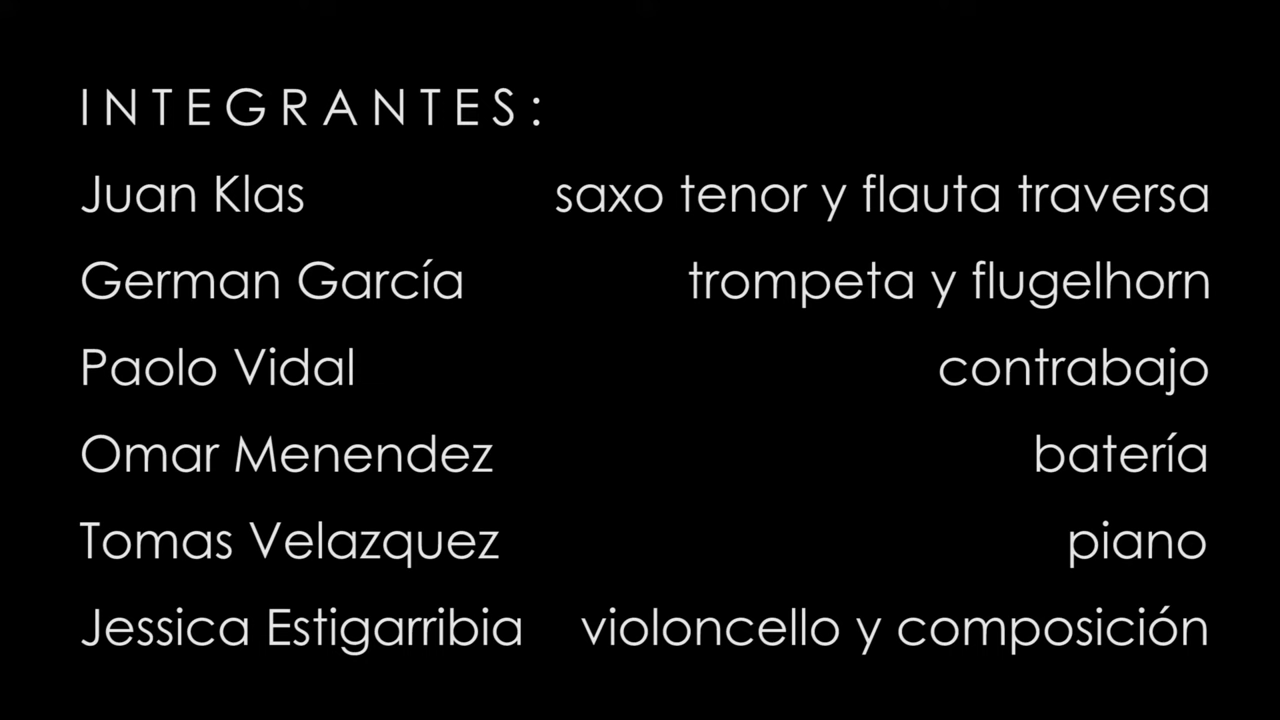 INTEGRANTES:
Juan Klas saxo tenor y flauta traversa
German García trompeta y flugelhorn
Paolo Vidal contrabajo
Omar Menendez batería
Tomas Velazquez piano
Jessica Estigarribia violoncello y composición